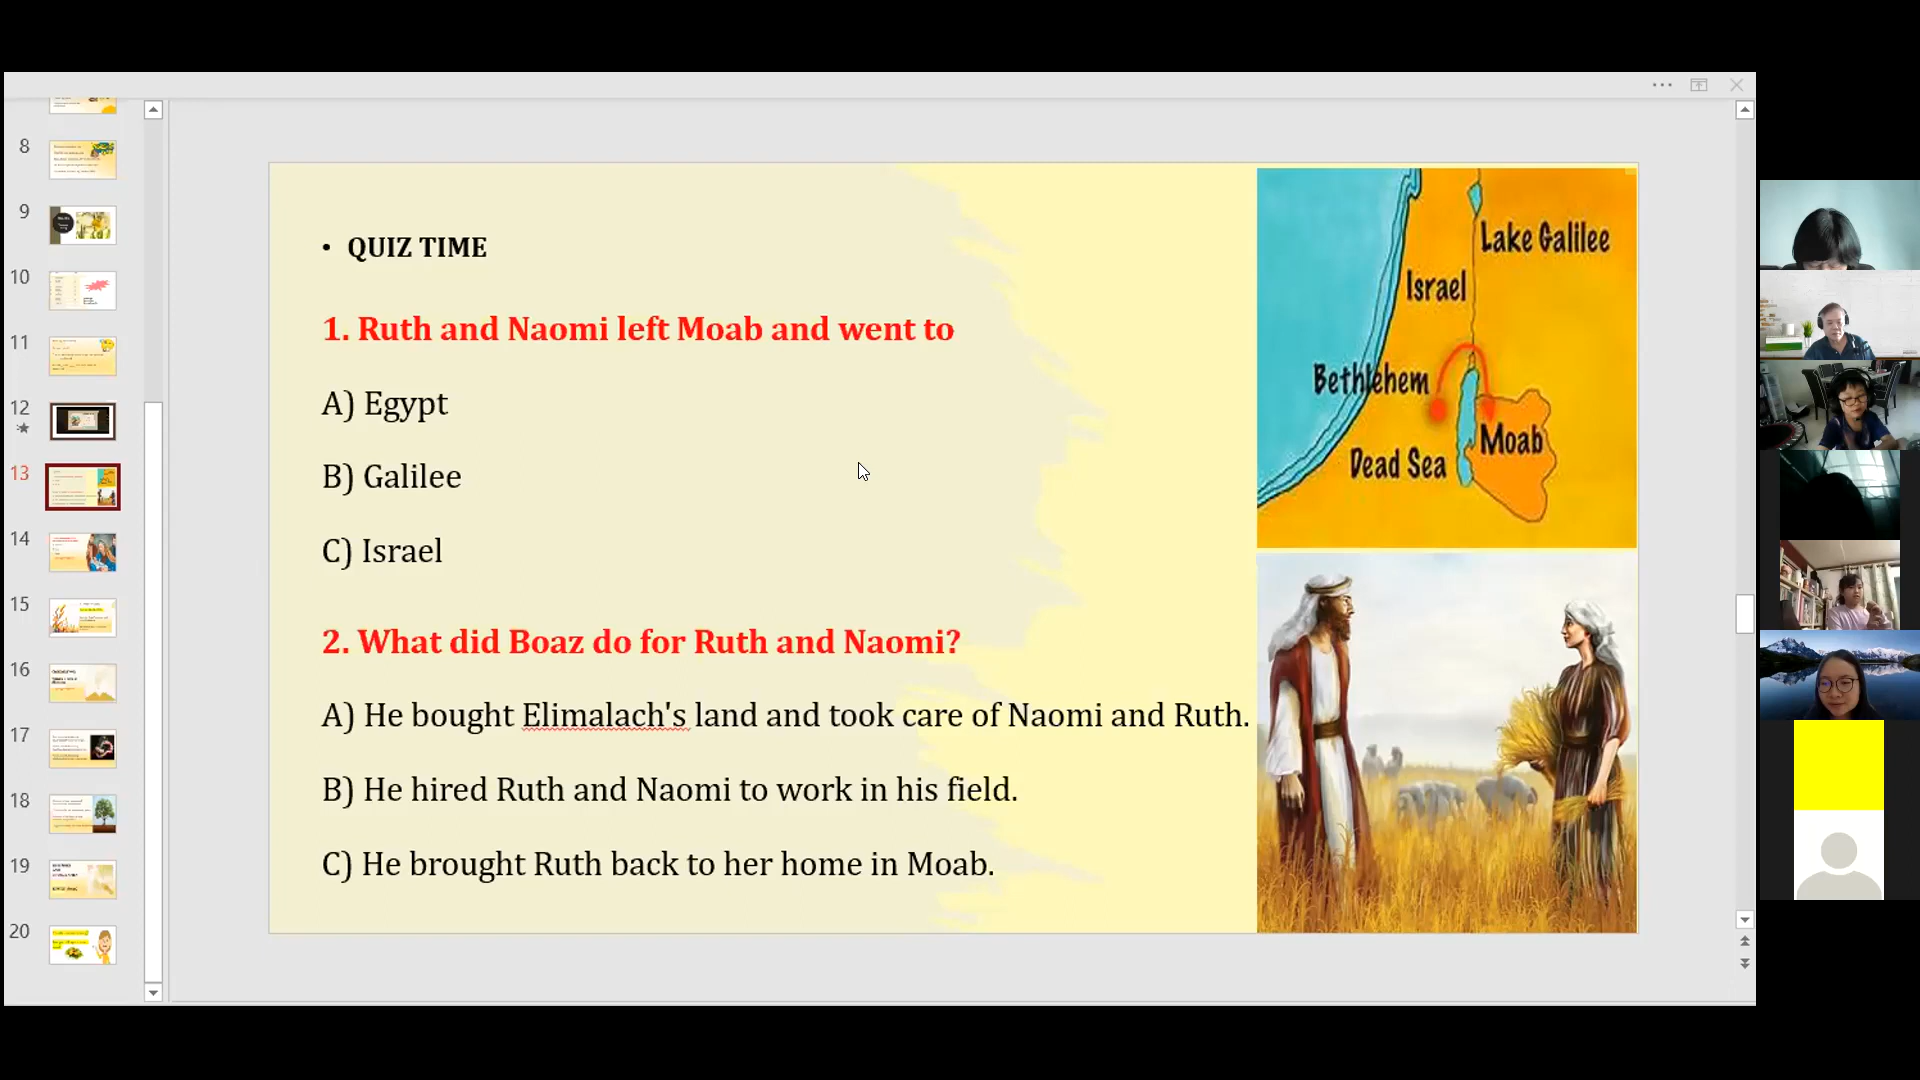 8
9
10
11
12
13
14
15
16
17
18
19
20
• QUIZ TIME
1. Ruth and Naomi left Moab and went to
A) Egypt
B) Galilee
C) Israel
2. What did Boaz do for Ruth and Naomi?
A) He bought Elimalach's land and took care of Naomi and Ruth.
B) He hired Ruth and Naomi to work in his field.
C) He brought Ruth back to her home in Moab.
Lake Galilee
Israel
Bethlehem
Moab
Dead Sea